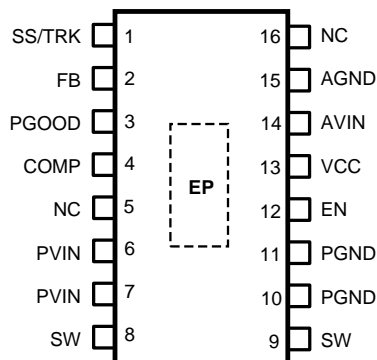 SS/TRK 1 16 NC
FB 2 15 AGND
PGOOD 3 14 AVIN
COMP 4 13 VCC
EP
NC 5 12 EN
PVIN 6 11 PGND
PVIN 7 10 PGND
SW 8 9 SW